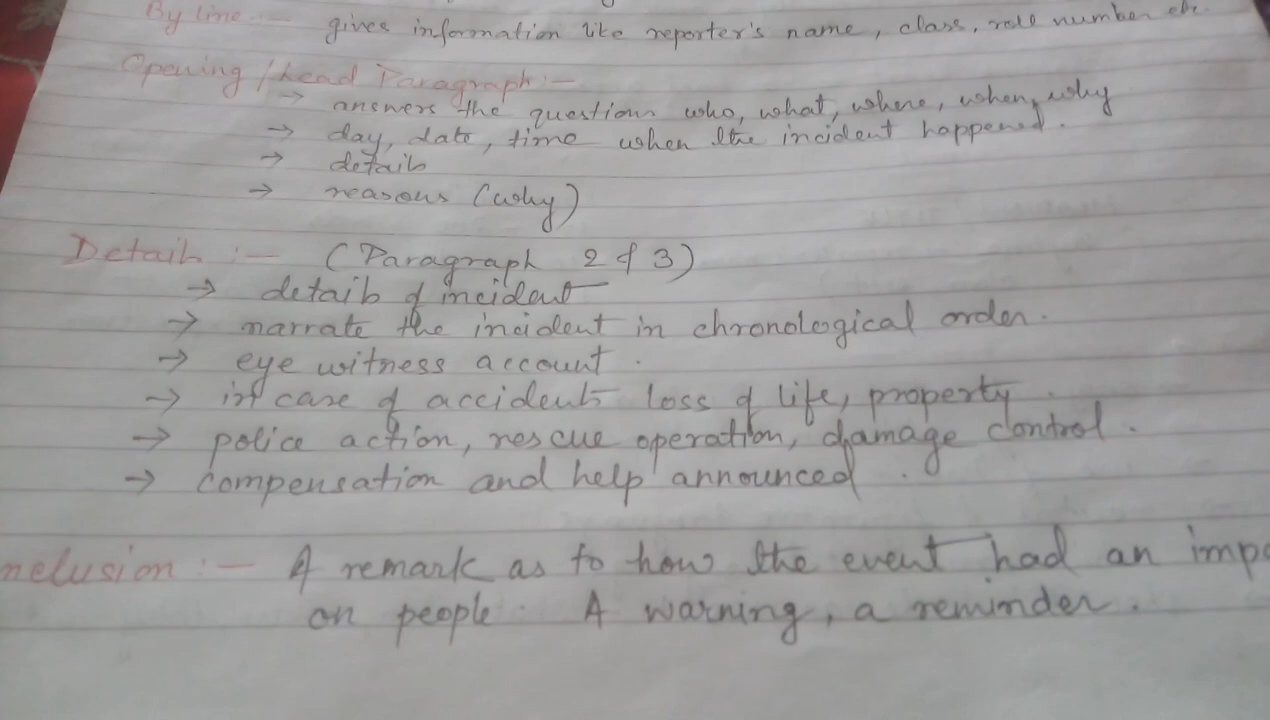 By line :— gives information like reporter's name, class, roll number etc.
Opening / head Paragraph :—
→ answers the question who, what, where, when, why
→ day, date, time when the incident happened.
→ details
→ reasons (why)
Details :— (Paragraph 2 & 3)
→ details of incident
→ narrate the incident in chronological order.
→ eye witness account.
→ in case of accidents loss of life, property.
→ police action, rescue operation, damage control.
→ compensation and help announced.
nclusion :— A remark as to how the event had an impa
on people. A warning, a reminder.